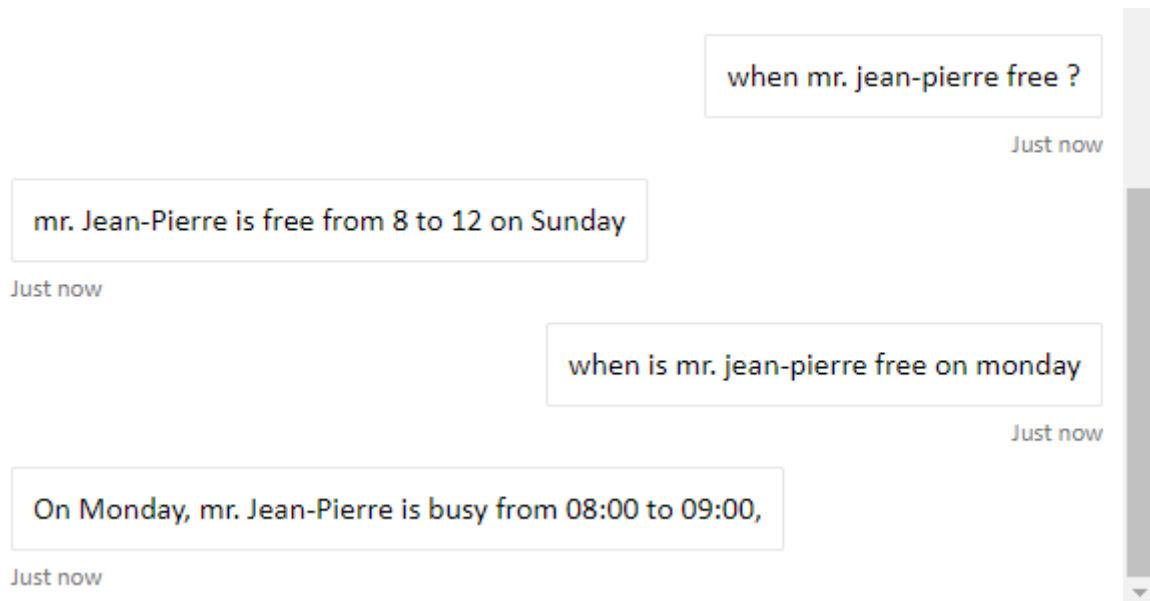 when mr. jean-pierre free ?
Just now
mr. Jean-Pierre is free from 8 to 12 on Sunday
Just now
when is mr. jean-pierre free on monday
Just now
On Monday, mr. Jean-Pierre is busy from 08:00 to 09:00,
Just now